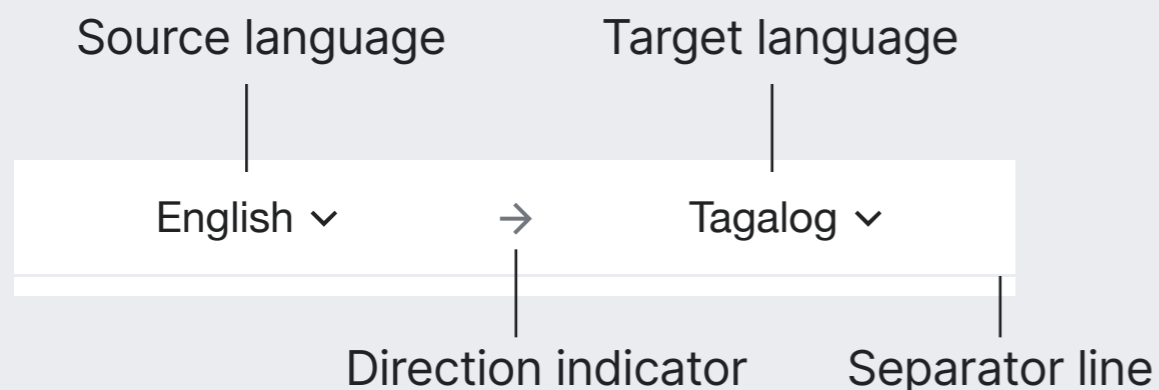 Source language
Target language
English
Tagalog
Direction indicator
Separator line